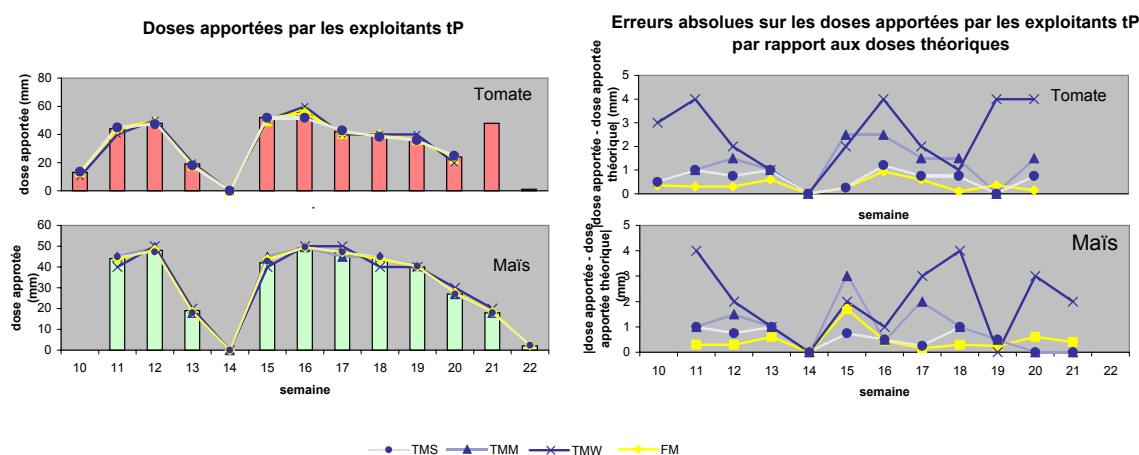 Doses apportées par les exploitants tP
dose apportée (mm)
80
60
40
20
0
Tomate
dose approtée
(mm)
60
50
40
30
20
10
0
Maïs
10 11 12 13 14 15 16 17 18 19 20 21 22
semaine
Erreurs absolues sur les doses apportées par les exploitants tP
par rapport aux doses théoriques
|dose apportée - dose apportée
théorique| (mm)
5
4
3
2
1
0
Tomate
semaine
|dose apportée - dose
apportée théorique|
(mm)
5
4
3
2
1
0
Maïs
10 11 12 13 14 15 16 17 18 19 20 21 22
semaine
TMS TMM TMW FM